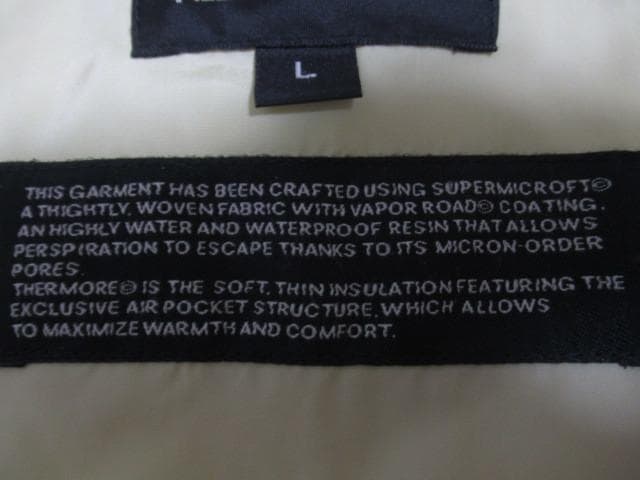 L
THIS GARMENT HAS BEEN CRAFTED USING SUPERMICROFT©
A THIGHTLY. WOVEN FABRIC WITH VAPOR ROAD© COATING.
AN HIGHLY WATER AND WATERPROOF RESIN THAT ALLOWS
PERSPIRATION TO ESCAPE THANKS TO ITS MICRON-ORDER
PORES.
THERMORE© IS THE SOFT, THIN INSULATION FEATURING THE
EXCLUSIVE AIR POCKET STRUCTURE, WHICH ALLOWS
TO MAXIMIZE WARMTH AND COMFORT.